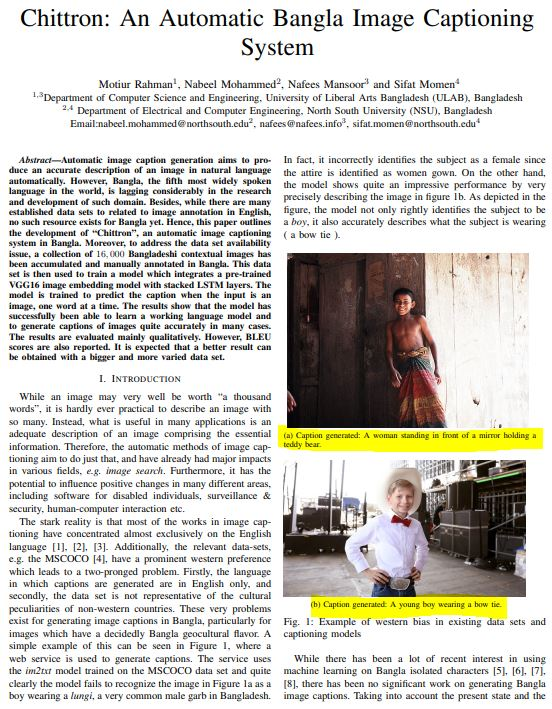 Chittron: An Automatic Bangla Image Captioning
System
Motiur Rahman1, Nabeel Mohammed2, Nafees Mansoor3 and Sifat Momen4
1,3Department of Computer Science and Engineering, University of Liberal Arts Bangladesh (ULAB), Bangladesh
2,4 Department of Electrical and Computer Engineering, North South University (NSU), Bangladesh
Email:nabeel.mohammed@northsouth.edu2, nafees@nafees.info3, sifat.momen@northsouth.edu4
Abstract—Automatic image caption generation aims to pro-
duce an accurate description of an image in natural language
automatically. However, Bangla, the fifth most widely spoken
language in the world, is lagging considerably in the research
and development of such domain. Besides, while there are many
established data sets to related to image annotation in English,
no such resource exists for Bangla yet. Hence, this paper outlines
the development of “Chittron”, an automatic image captioning
system in Bangla. Moreover, to address the data set availability
issue, a collection of 16,000 Bangladeshi contextual images has
been accumulated and manually annotated in Bangla. This data
set is then used to train a model which integrates a pre-trained
VGG16 image embedding model with stacked LSTM layers. The
model is trained to predict the caption when the input is an
image, one word at a time. The results show that the model has
successfully been able to learn a working language model and
to generate captions of images quite accurately in many cases.
The results are evaluated mainly qualitatively. However, BLEU
scores are also reported. It is expected that a better result can
be obtained with a bigger and more varied data set.
I. INTRODUCTION
While an image may very well be worth “a thousand
words”, it is hardly ever practical to describe an image with
so many. Instead, what is useful in many applications is an
adequate description of an image comprising the essential
information. Therefore, the automatic methods of image cap-
tioning aim to do just that, and have already had major impacts
in various fields, e.g. image search. Furthermore, it has the
potential to influence positive changes in many different areas,
including software for disabled individuals, surveillance &
security, human-computer interaction etc.
The stark reality is that most of the works in image cap-
tioning have concentrated almost exclusively on the English
language [1], [2], [3]. Additionally, the relevant data-sets,
e.g. the MSCOCO [4], have a prominent western preference
which leads to a two-pronged problem. Firstly, the language
in which captions are generated are in English only, and
secondly, the data set is not representative of the cultural
peculiarities of non-western countries. These very problems
exist for generating image captions in Bangla, particularly for
images which have a decidedly Bangla geocultural flavor. A
simple example of this can be seen in Figure 1, where a
web service is used to generate captions. The service uses
the im2txt model trained on the MSCOCO data set and quite
clearly the model fails to recognize the image in Figure 1a as a
boy wearing a lungi, a very common male garb in Bangladesh.
In fact, it incorrectly identifies the subject as a female since
the attire is identified as women gown. On the other hand,
the model shows quite an impressive performance by very
precisely describing the image in figure 1b. As depicted in the
figure, the model not only rightly identifies the subject to be
a boy, it also accurately describes what the subject is wearing
( a bow tie ).
(a) Caption generated: A woman standing in front of a mirror holding a
teddy bear.
(b) Caption generated: A young boy wearing a bow tie.
Fig. 1: Example of western bias in existing data sets and
captioning models
While there has been a lot of recent interest in using
machine learning on Bangla isolated characters [5], [6], [7],
[8], there has been no significant work on generating Bangla
image captions. Taking into account the present state and the